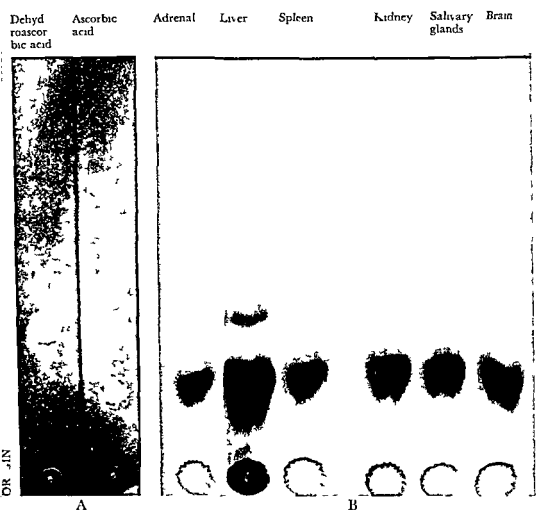 Dehyd
roascor
bic acid
Ascorbic
acid
Adrenal
Liver
Spleen
Kidney
Salivary
glands
Brain
A
B